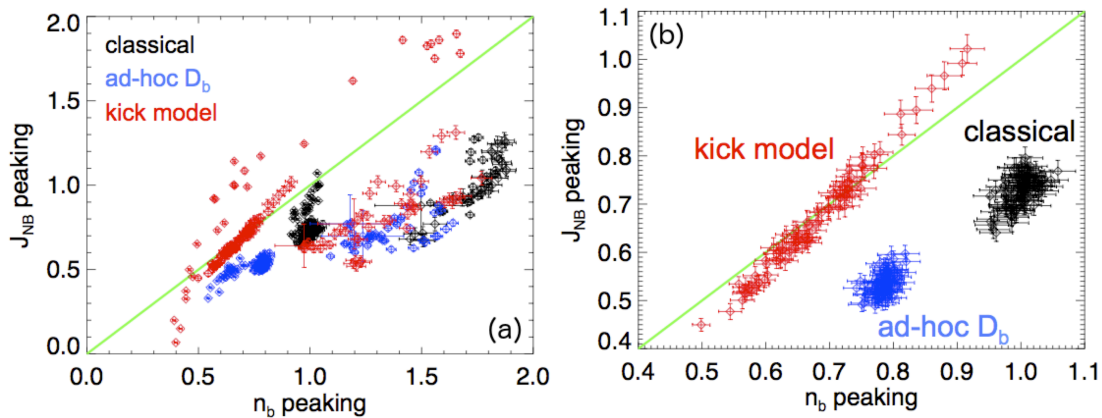 2.0
1.5
1.0
0.5
0.0
J_NB peaking
classical
ad-hoc D_b
kick model
(a)
0.0 0.5 1.0 1.5 2.0
n_b peaking
1.1
1.0
0.9
0.8
0.7
0.6
0.5
0.4
J_NB peaking
(b)
kick model
classical
ad-hoc D_b
0.4 0.5 0.6 0.7 0.8 0.9 1.0 1.1
n_b peaking